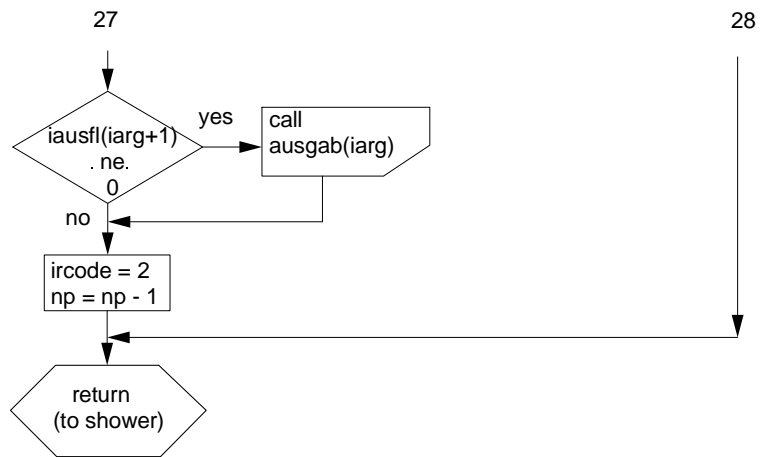 27
28
iausfl(iarg+1)
. ne.
0
yes
call
ausgab(iarg)
no
ircode = 2
np = np - 1
return
(to shower)